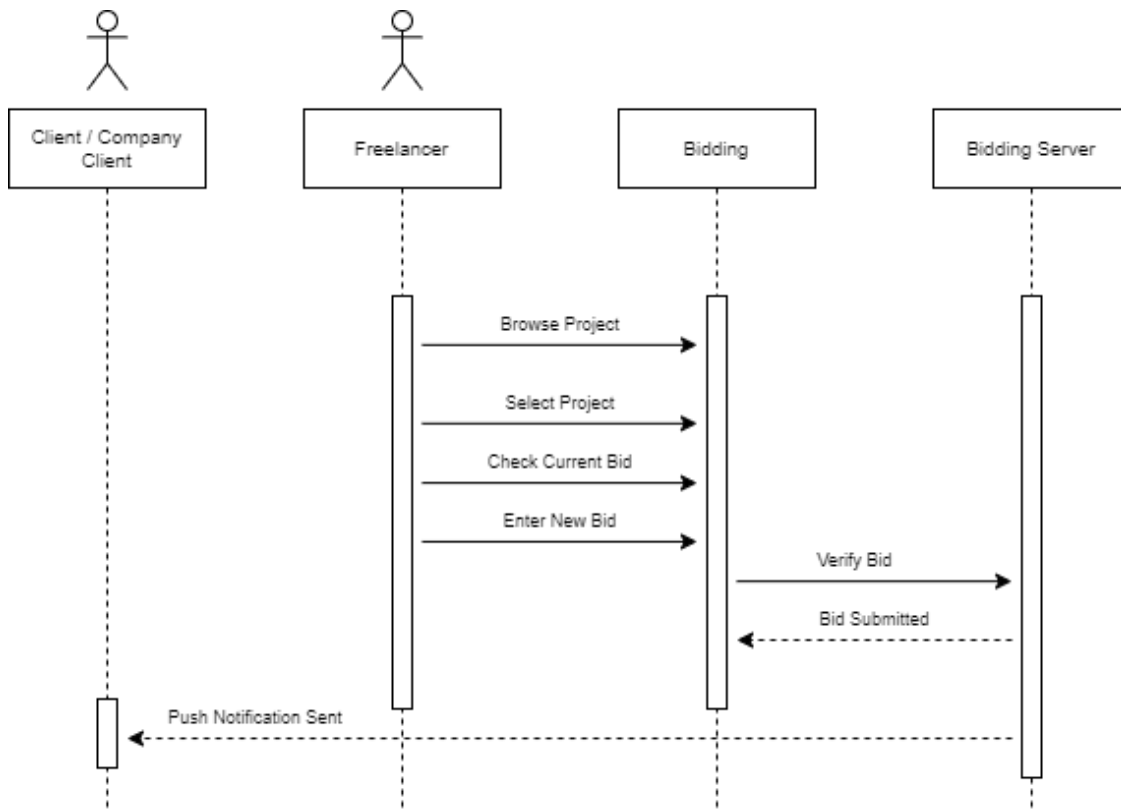 Client / Company
Client
Freelancer
Bidding
Bidding Server
Browse Project
Select Project
Check Current Bid
Enter New Bid
Verify Bid
Bid Submitted
Push Notification Sent